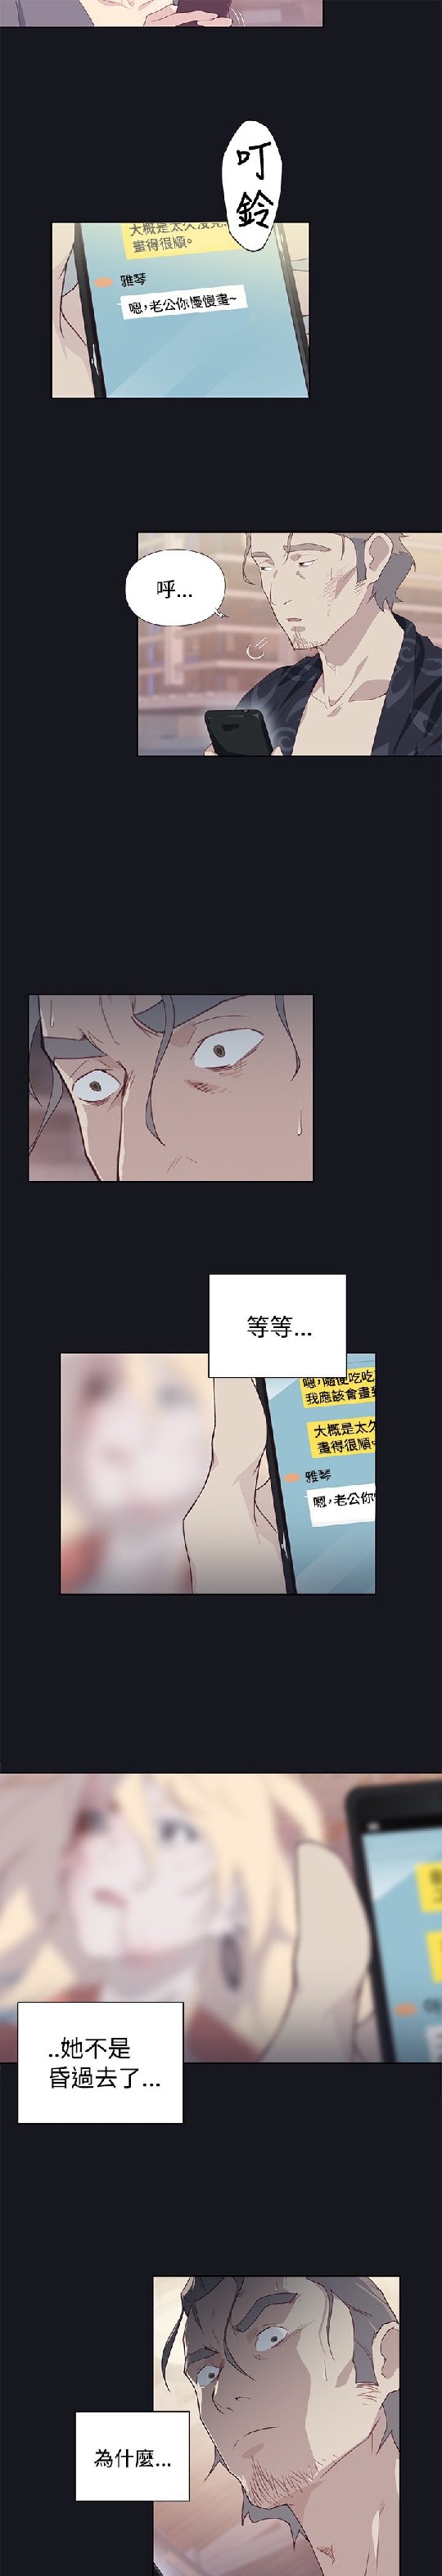 叮
鈴
大概是太久沒見
畫得很順。
雅琴
嗯，老公你慢慢畫~
呼...
等等...
嗯，隨便吃吃
我應該會畫
大概是太久
畫得很順。
雅琴
嗯，老公你
..她不是
昏過去了...
為什麼...